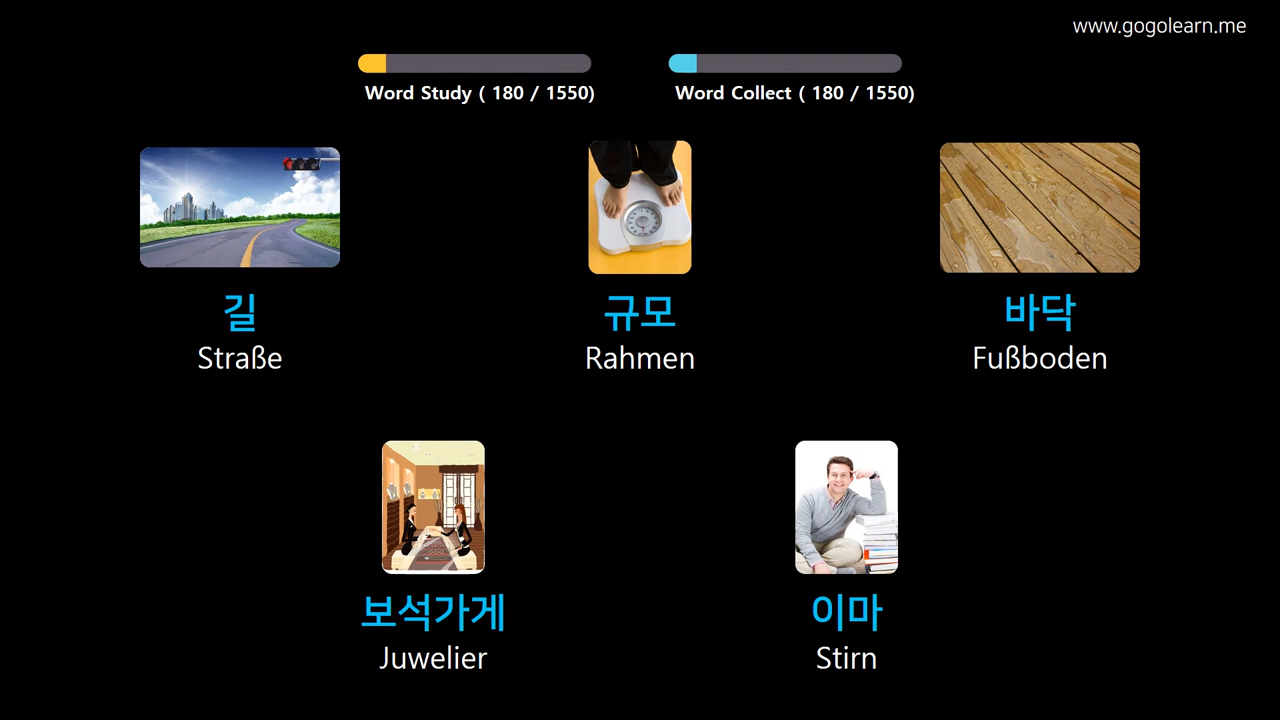 www.gogolearn.me
Word Study ( 180 / 1550)
Word Collect ( 180 / 1550)
길
Straße
규모
Rahmen
바닥
Fußboden
보석가게
Juwelier
이마
Stirn